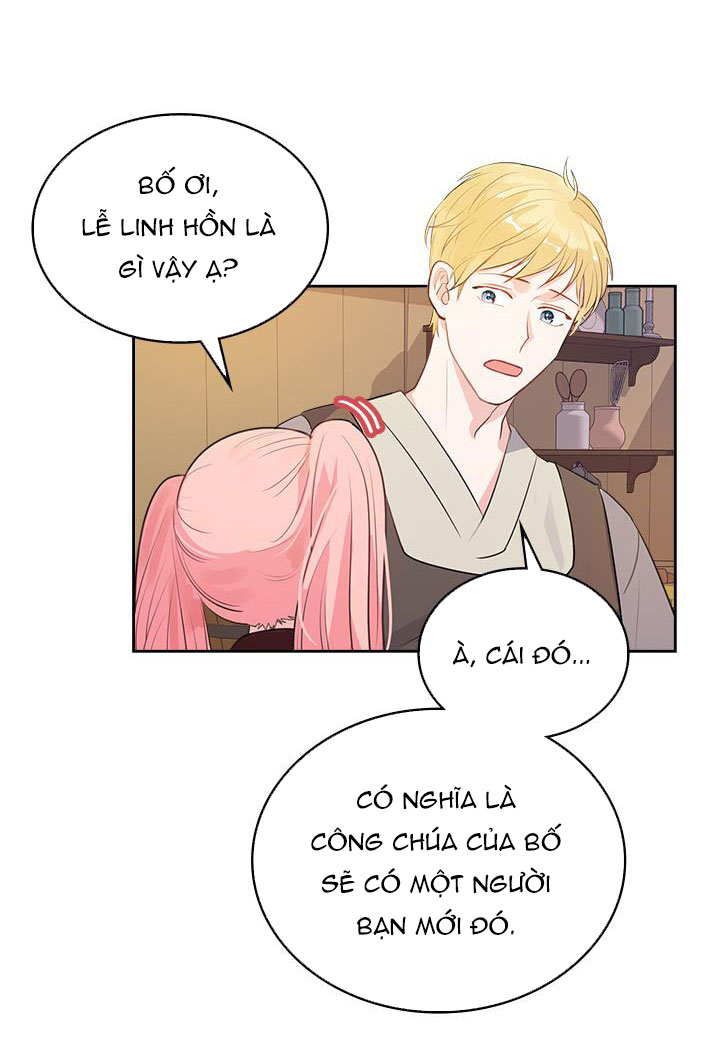 BỐ ƠI,
LỄ LINH HỒN LÀ
GÌ VẬY Ạ?
À, CÁI ĐÓ...
CÓ NGHĨA LÀ
CÔNG CHÚA CỦA BỐ
SẼ CÓ MỘT NGƯỜI
BẠN MỚI ĐÓ.